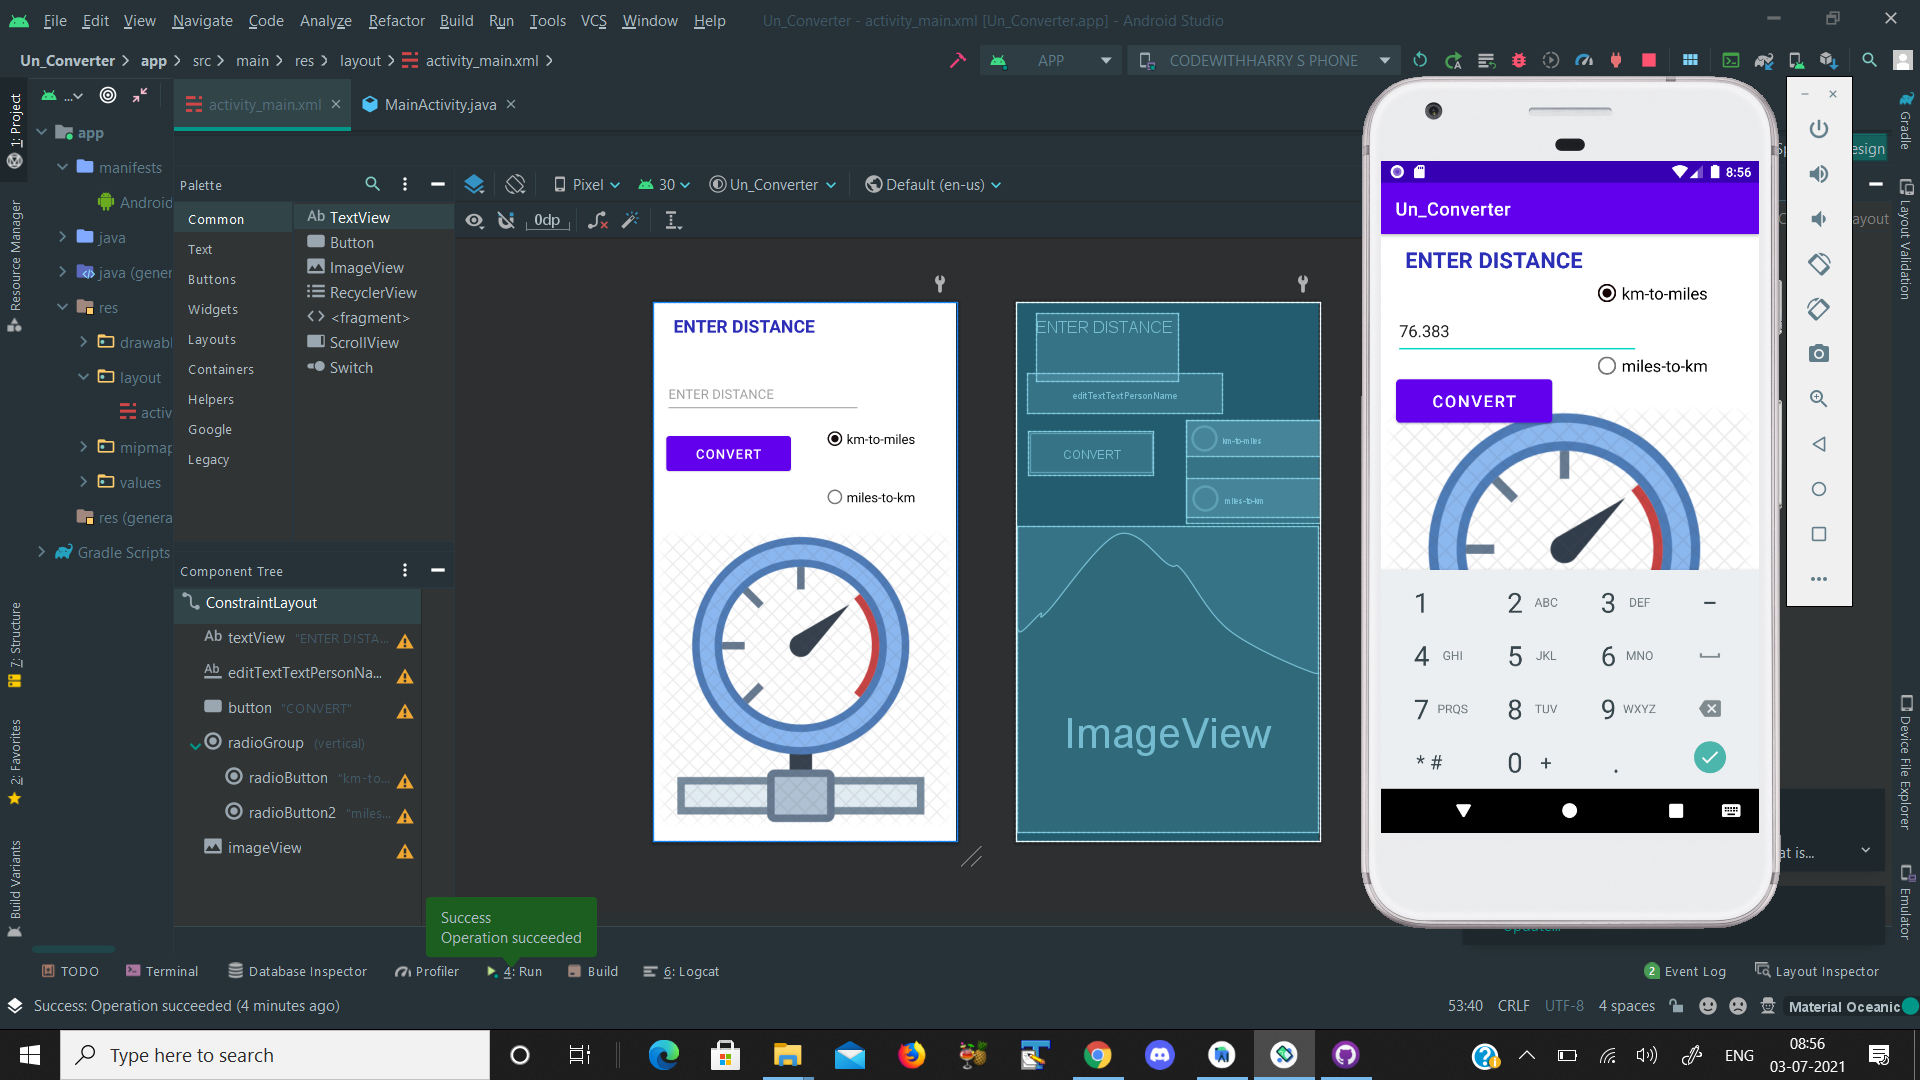 File Edit View Navigate Code Analyze Refactor Build Run Tools VCS Window Help Un_Converter - activity_main.xml [Un_Converter.app] - Android Studio
Un_Converter app src main res layout activity_main.xml APP CODEWITHHARRY S PHONE
1: Project
Resource Manager
7: Structure
2: Favorites
Build Variants
...
app
manifests
Android
java
java (gener
res
drawabl
layout
activ
mipmap
values
res (genera
Gradle Scripts
activity_main.xml MainActivity.java
Palette
Common
Text
Buttons
Widgets
Layouts
Containers
Helpers
Google
Legacy
Ab TextView
Button
ImageView
RecyclerView
<fragment>
ScrollView
Switch
Pixel 30 Un_Converter Default (en-us)
0dp
Component Tree
ConstraintLayout
Ab textView "ENTER DISTA...
Ab editTextTextPersonNa...
button "CONVERT"
radioGroup (vertical)
radioButton "km-to...
radioButton2 "miles...
imageView
ENTER DISTANCE
ENTER DISTANCE
CONVERT
km-to-miles
miles-to-km
ENTER DISTANCE
editTextTextPersonName
CONVERT
km-to-miles
miles-to-km
ImageView
8:56
Un_Converter
ENTER DISTANCE
km-to-miles
76.383
miles-to-km
CONVERT
1 2 ABC 3 DEF –
4 GHI 5 JKL 6 MNO
7 PRQS 8 TUV 9 WXYZ
* # 0 + .
esign
ayout
at is...
Update...
Gradle
Layout Validation
Device File Explorer
Emulator
Success
Operation succeeded
TODO Terminal Database Inspector Profiler 4: Run Build 6: Logcat 2 Event Log Layout Inspector
Success: Operation succeeded (4 minutes ago) 53:40 CRLF UTF-8 4 spaces Material Oceanic
Type here to search ENG 08:56
03-07-2021